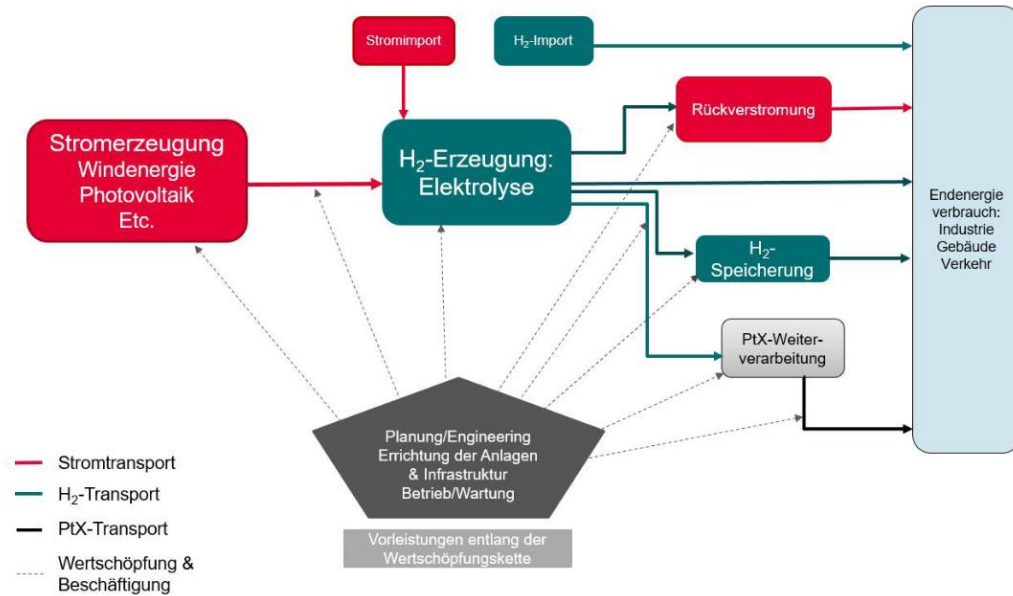 Stromimport
H₂-Import
Stromerzeugung
Windenergie
Photovoltaik
Etc.
H₂-Erzeugung:
Elektrolyse
Rückverstromung
H₂-
Speicherung
PtX-Weiter-
verarbeitung
Endenergie
verbrauch:
Industrie
Gebäude
Verkehr
Planung/Engineering
Errichtung der Anlagen
& Infrastruktur
Betrieb/Wartung
Vorleistungen entlang der
Wertschöpfungskette
Stromtransport
H₂-Transport
PtX-Transport
Wertschöpfung &
Beschäftigung